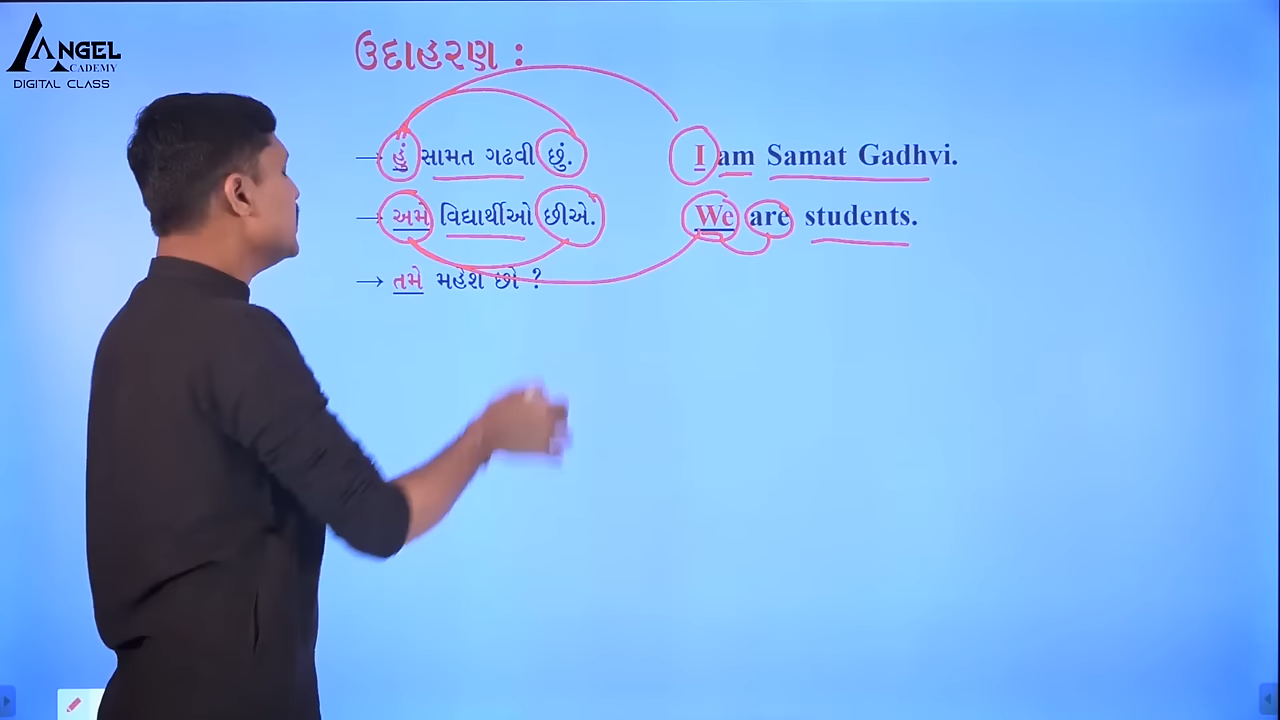 ANGEL
ACADEMY
DIGITAL CLASS
ઉદાહરણ :
→ હું સામત ગઢવી છું. I am Samat Gadhvi.
→ અમે વિદ્યાર્થીઓ છીએ. We are students.
→ તમે મહેશ છો ?